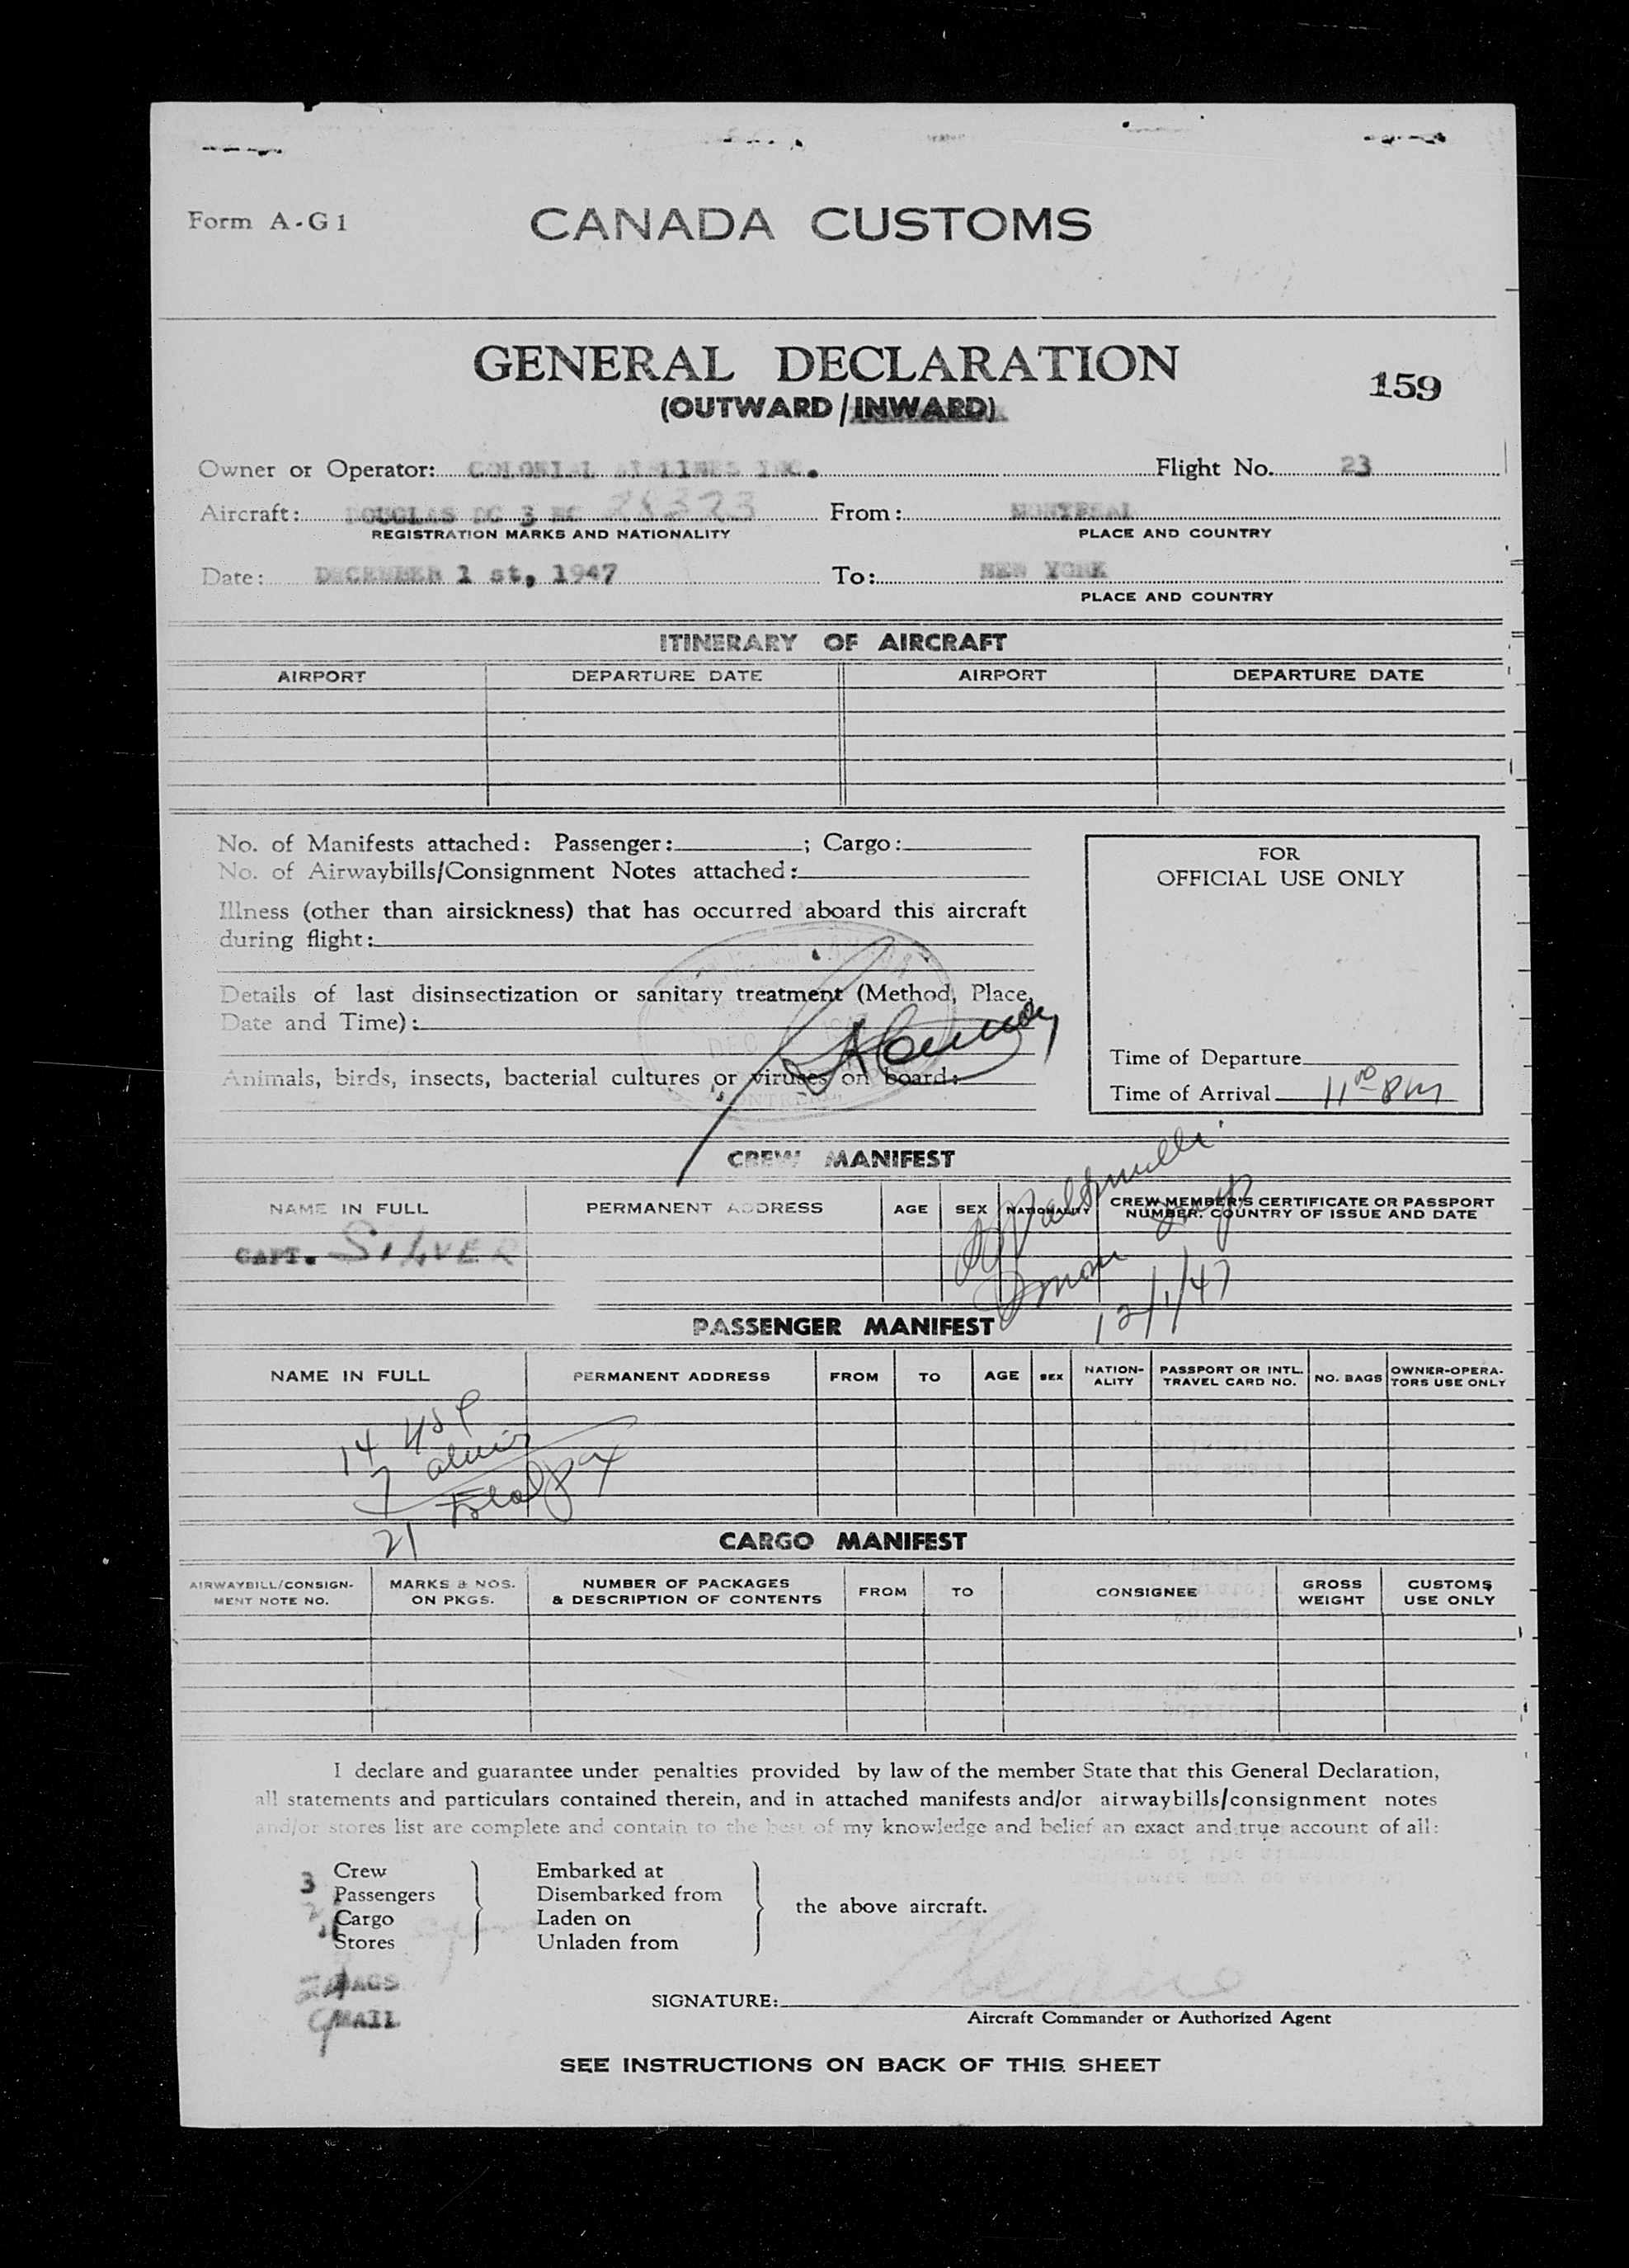 Form A-G1
CANADA CUSTOMS
GENERAL DECLARATION
(OUTWARD/INWARD)
159
Owner or Operator: COLONIAL AIRLINES INC. Flight No. 23
Aircraft: DOUGLAS DC 3 NC 28323 From: MONTREAL
REGISTRATION MARKS AND NATIONALITY PLACE AND COUNTRY
Date: DECEMBER 1 st, 1947 To: NEW YORK
PLACE AND COUNTRY
ITINERARY OF AIRCRAFT
AIRPORT DEPARTURE DATE AIRPORT DEPARTURE DATE
No. of Manifests attached: Passenger: ; Cargo:
No. of Airwaybills/Consignment Notes attached:
Illness (other than airsickness) that has occurred aboard this aircraft
during flight:
Details of last disinsectization or sanitary treatment (Method, Place,
Date and Time):
Animals, birds, insects, bacterial cultures or viruses on board:
DEC 1947
MONTREAL
FOR
OFFICIAL USE ONLY
Time of Departure
Time of Arrival 11 00 PM
CREW MANIFEST
NAME IN FULL PERMANENT ADDRESS AGE SEX NATIONALITY CREW MEMBER'S CERTIFICATE OR PASSPORT
NUMBER. COUNTRY OF ISSUE AND DATE
CAPT. SILVER
12/1/47
PASSENGER MANIFEST
NAME IN FULL PERMANENT ADDRESS FROM TO AGE SEX NATION-
ALITY PASSPORT OR INTL.
TRAVEL CARD NO. NO. BAGS OWNER-OPERA-
TORS USE ONLY
14
7 aliens
21 Total pax
CARGO MANIFEST
AIRWAYBILL/CONSIGN-
MENT NOTE NO. MARKS & NOS.
ON PKGS. NUMBER OF PACKAGES
& DESCRIPTION OF CONTENTS FROM TO CONSIGNEE GROSS
WEIGHT CUSTOMS
USE ONLY
I declare and guarantee under penalties provided by law of the member State that this General Declaration,
all statements and particulars contained therein, and in attached manifests and/or airwaybills/consignment notes
and/or stores list are complete and contain to the best of my knowledge and belief an exact and true account of all:
3 Crew Embarked at
Passengers Disembarked from
Cargo Laden on
Stores Unladen from
the above aircraft.
BAGS
MAIL
SIGNATURE:
Aircraft Commander or Authorized Agent
SEE INSTRUCTIONS ON BACK OF THIS SHEET